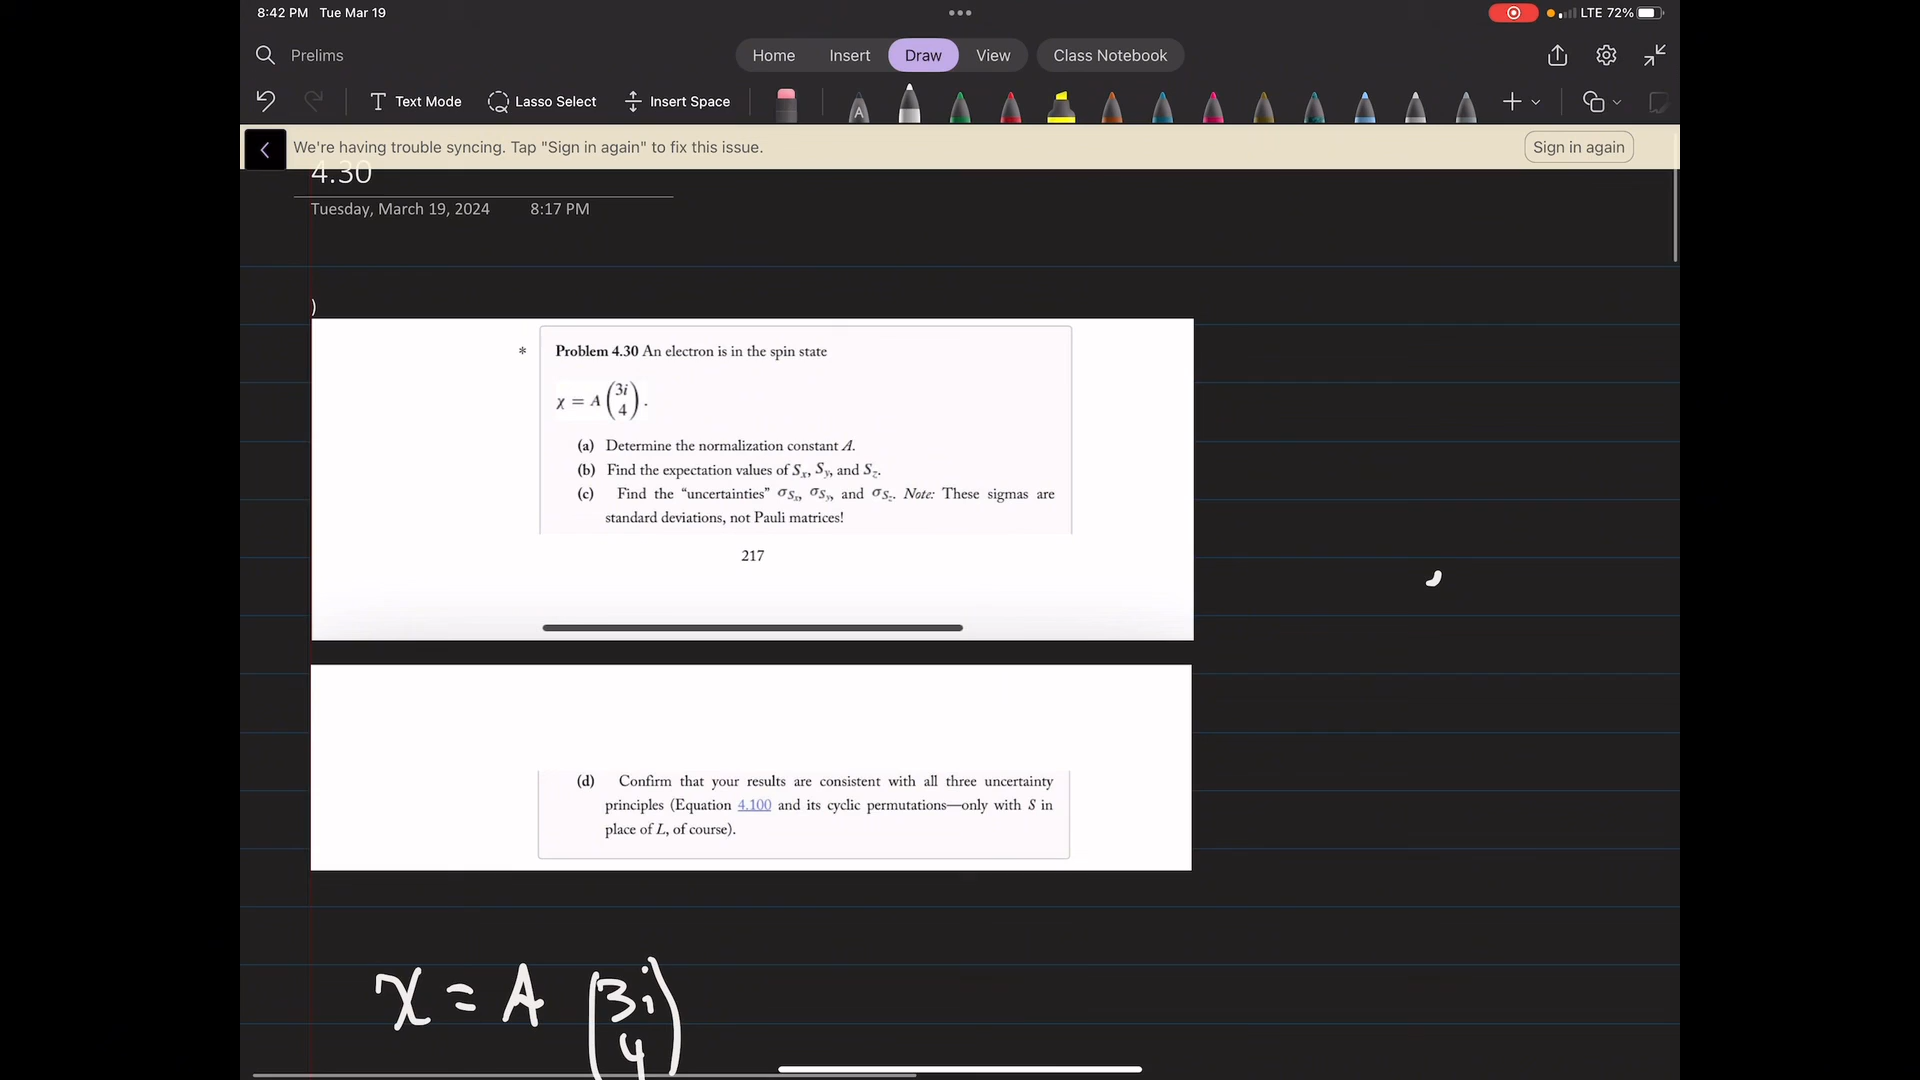 8:42 PM Tue Mar 19
LTE 72%
Prelims
Home Insert Draw View Class Notebook
Text Mode Lasso Select Insert Space
A
We're having trouble syncing. Tap "Sign in again" to fix this issue. Sign in again
4.30
Tuesday, March 19, 2024 8:17 PM
)
* Problem 4.30 An electron is in the spin state
χ = A (3i
4) .
(a) Determine the normalization constant A.
(b) Find the expectation values of Sx, Sy, and Sz.
(c) Find the “uncertainties” σSx, σSy, and σSz. Note: These sigmas are
standard deviations, not Pauli matrices!
217
(d) Confirm that your results are consistent with all three uncertainty
principles (Equation 4.100 and its cyclic permutations—only with S in
place of L, of course).
χ = A (3i
4)